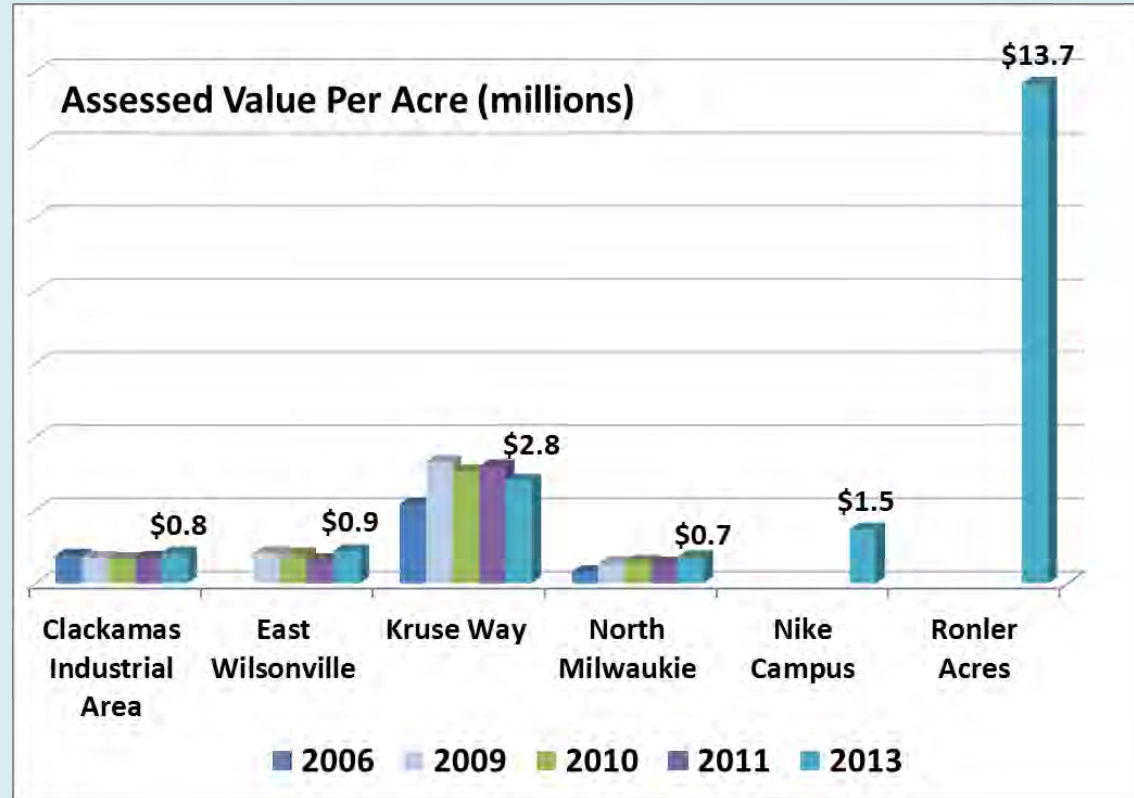 Assessed Value Per Acre (millions)
$13.7
$2.8
$0.8
$0.9
$0.7
$1.5
Clackamas
Industrial
Area
East
Wilsonville
Kruse Way
North
Milwaukie
Nike
Campus
Ronler
Acres
2006 2009 2010 2011 2013